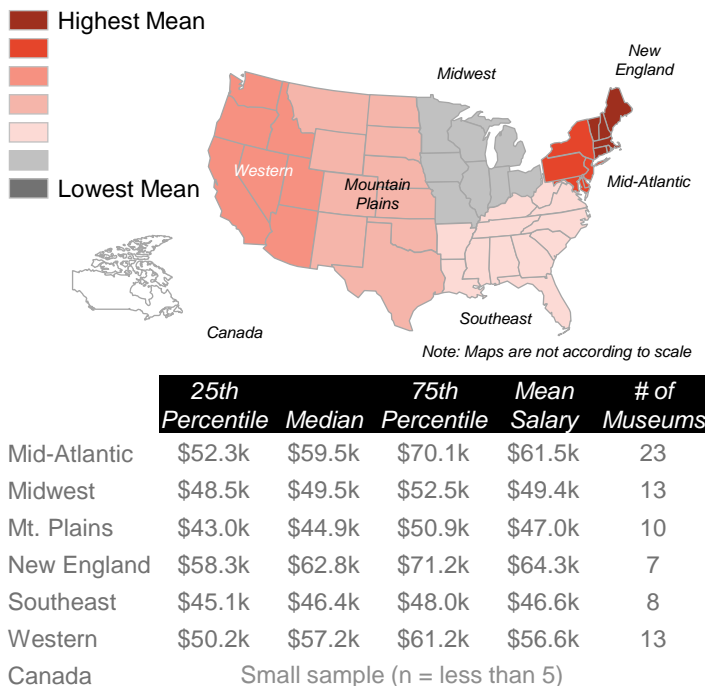 Highest Mean
Lowest Mean
Midwest
New
England
Western
Mountain
Plains
Mid-Atlantic
Southeast
Canada
Note: Maps are not according to scale
25th Percentile Median 75th Percentile Mean Salary # of Museums
Mid-Atlantic $52.3k $59.5k $70.1k $61.5k 23
Midwest $48.5k $49.5k $52.5k $49.4k 13
Mt. Plains $43.0k $44.9k $50.9k $47.0k 10
New England $58.3k $62.8k $71.2k $64.3k 7
Southeast $45.1k $46.4k $48.0k $46.6k 8
Western $50.2k $57.2k $61.2k $56.6k 13
Canada Small sample (n = less than 5)